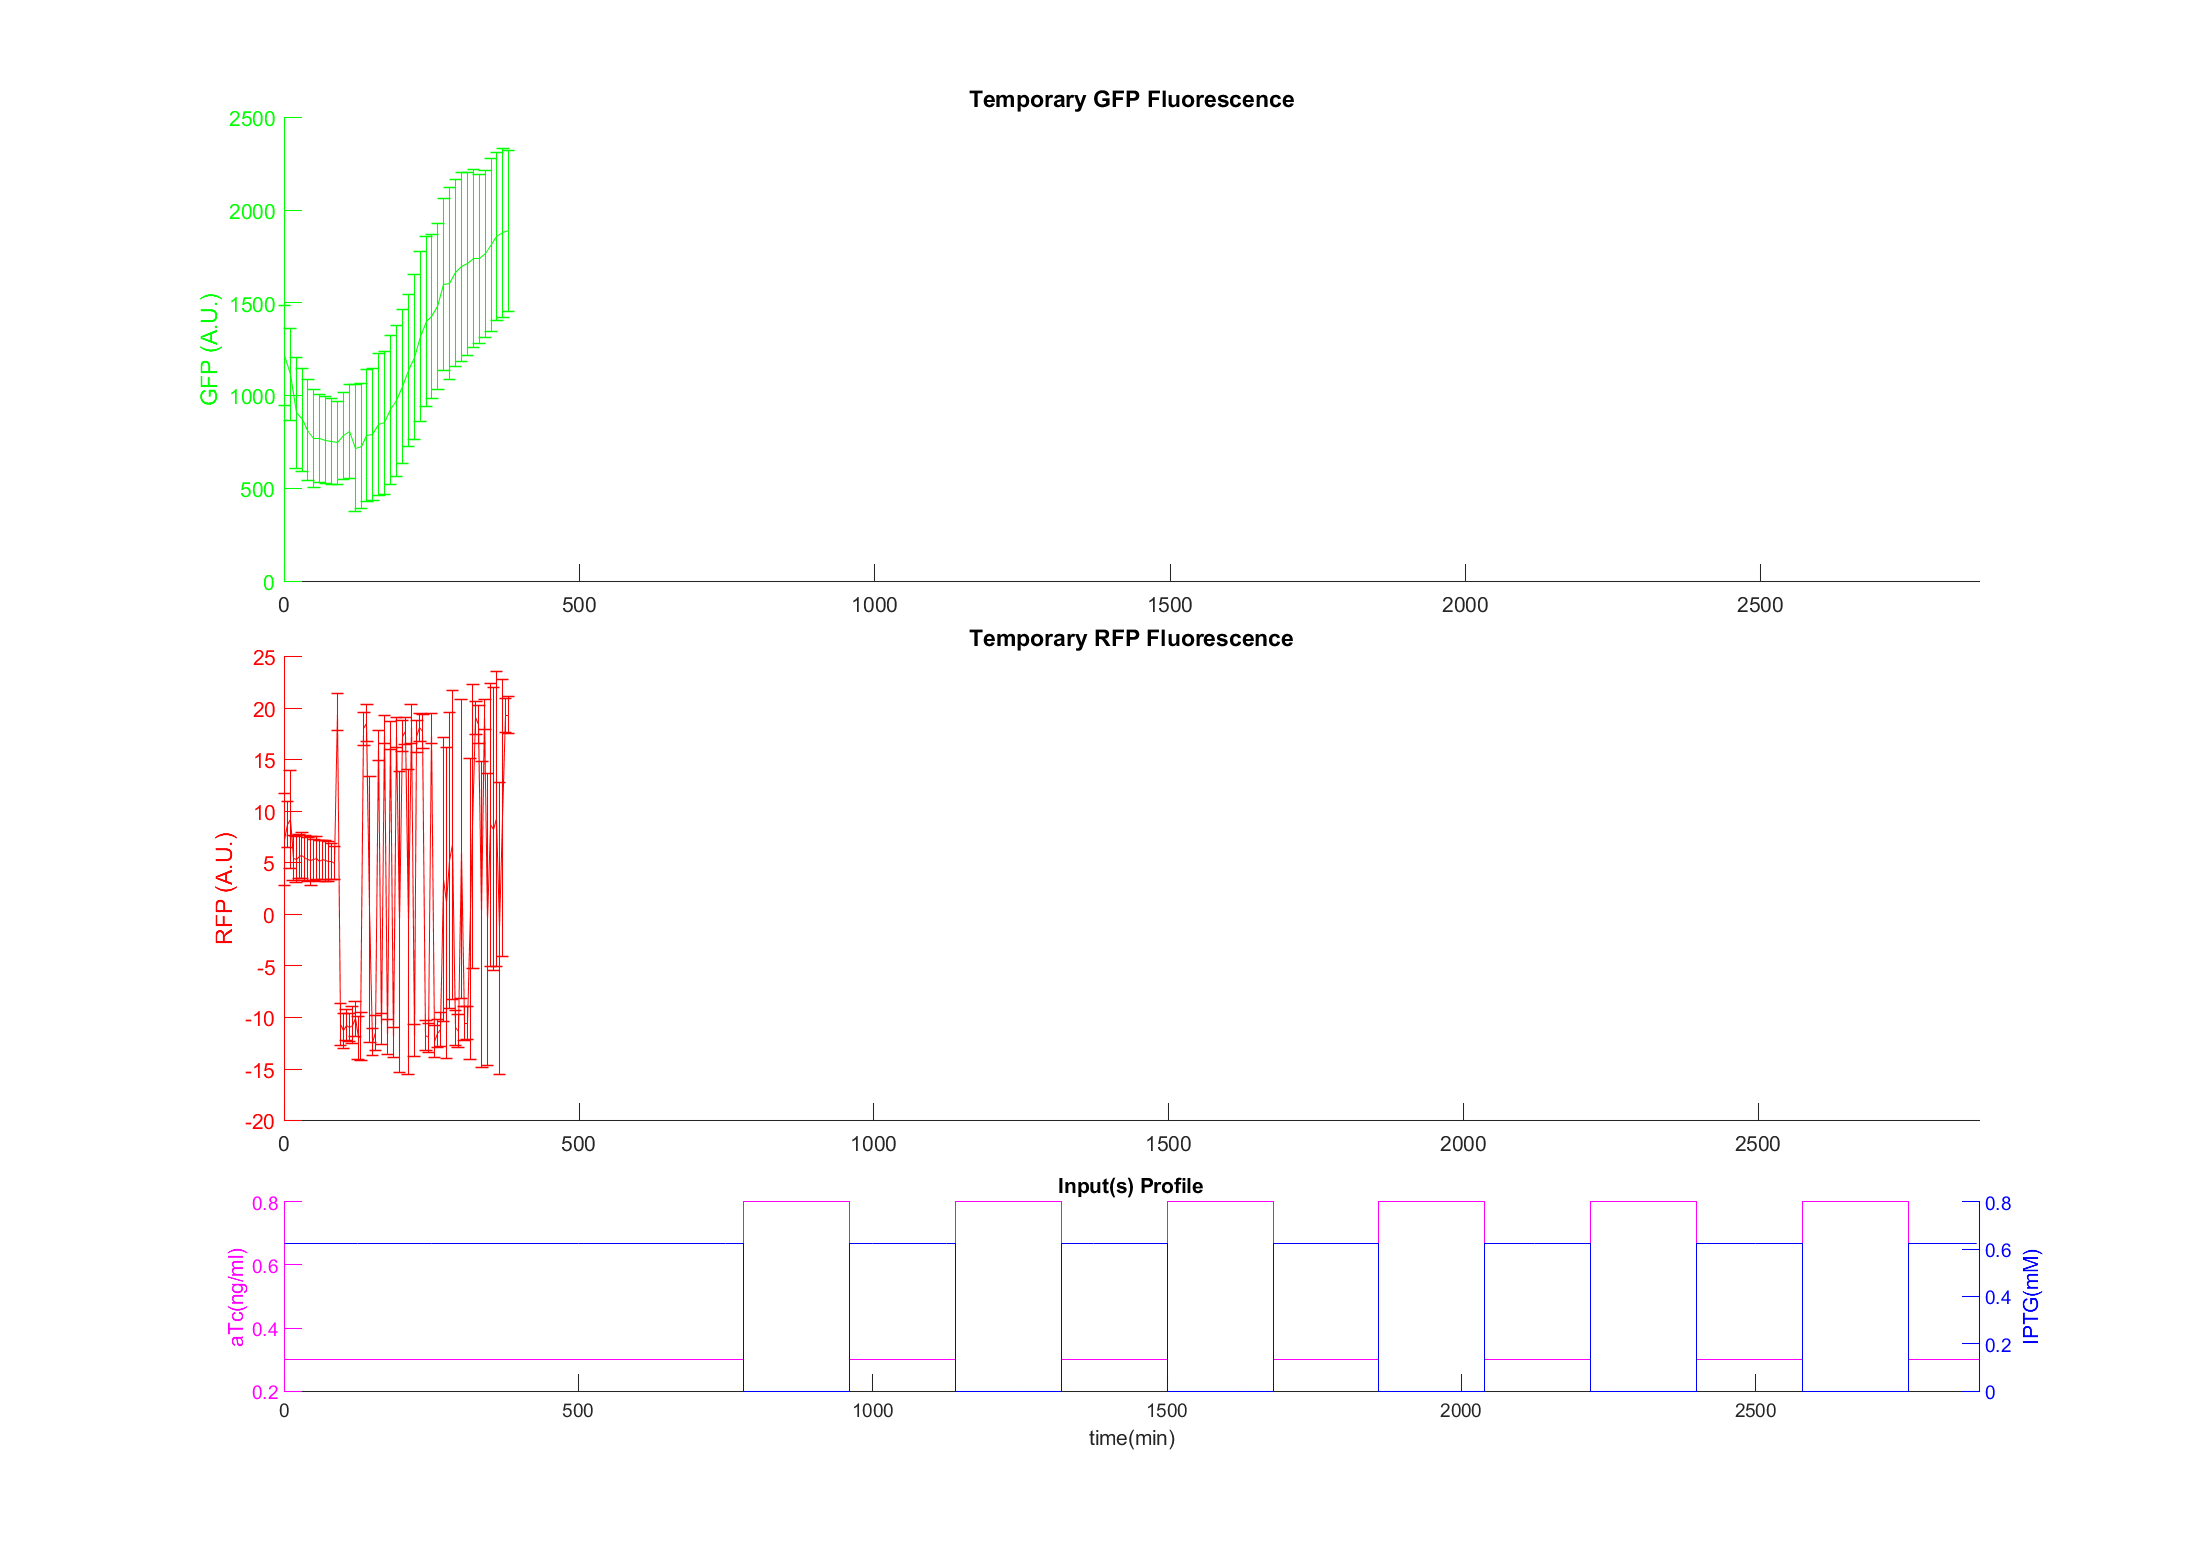 Temporary GFP Fluorescence
2500
2000
1500
1000
500
0
GFP (A.U.)
0 500 1000 1500 2000 2500
Temporary RFP Fluorescence
25
20
15
10
5
0
-5
-10
-15
-20
RFP (A.U.)
0 500 1000 1500 2000 2500
Input(s) Profile
0.8
0.6
0.4
0.2
aTc(ng/ml)
0.8
0.6
0.4
0.2
0
IPTG(mM)
0 500 1000 1500 2000 2500
time(min)